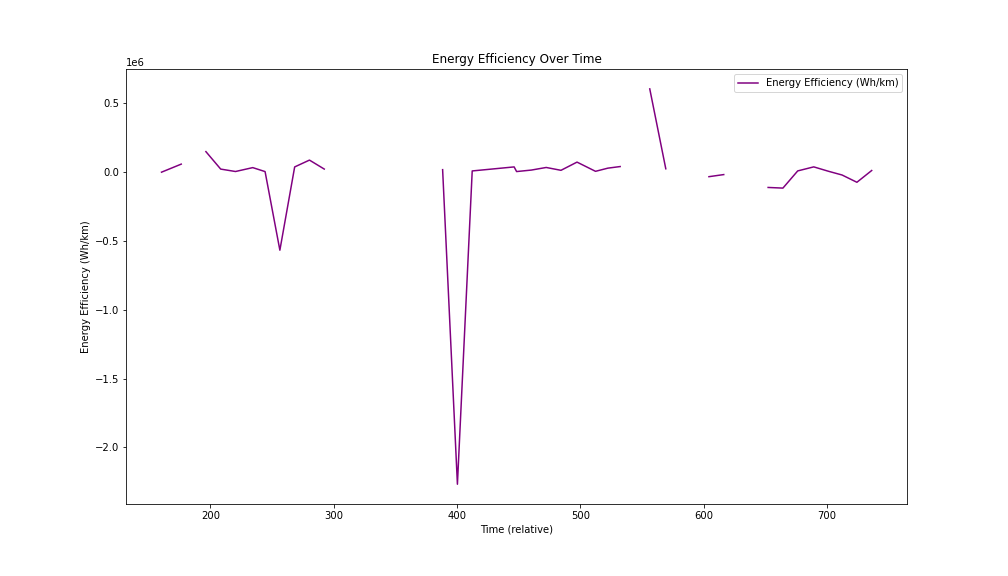 Energy Efficiency Over Time
1e6
Energy Efficiency (Wh/km)
0.5
0.0
−0.5
−1.0
−1.5
−2.0
Energy Efficiency (Wh/km)
200 300 400 500 600 700
Time (relative)